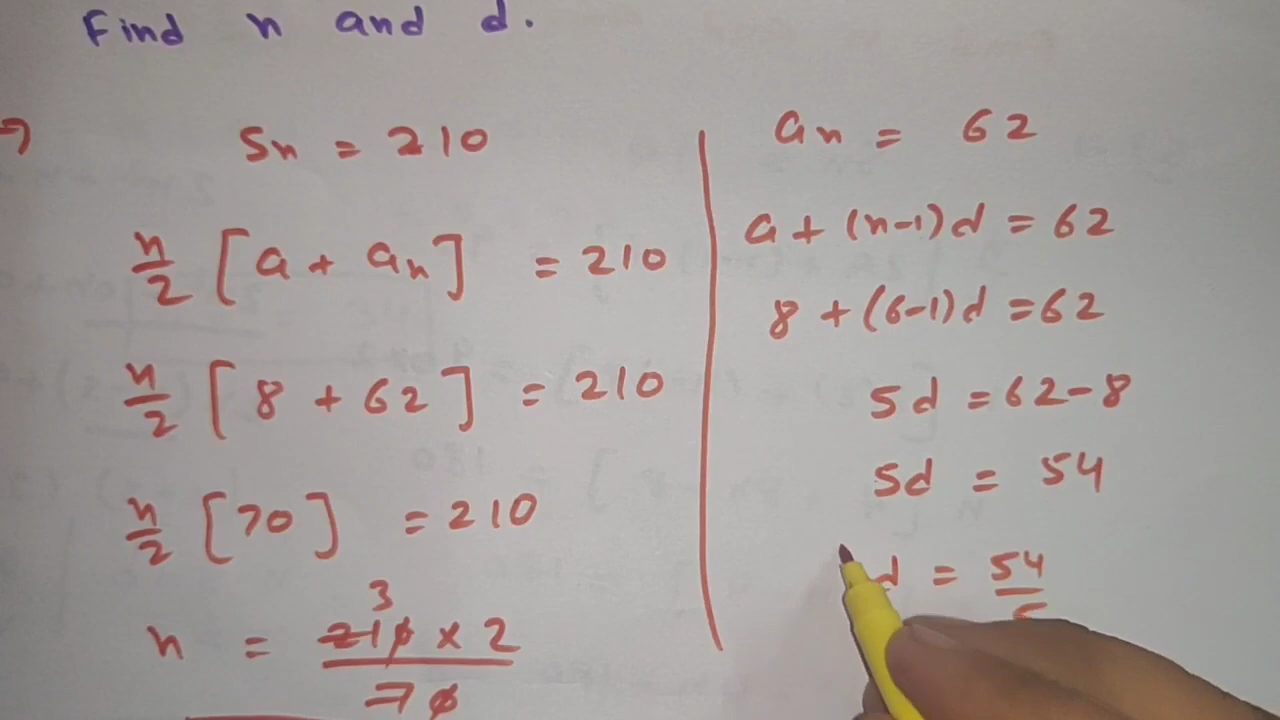 Find n and d.
⇒ Sn = 210
n/2 [a + an] = 210
n/2 [8 + 62] = 210
n/2 [70] = 210
3
n = 210 × 2 / 70
an = 62
a + (n-1)d = 62
8 + (6-1)d = 62
5d = 62-8
5d = 54
d = 54/5